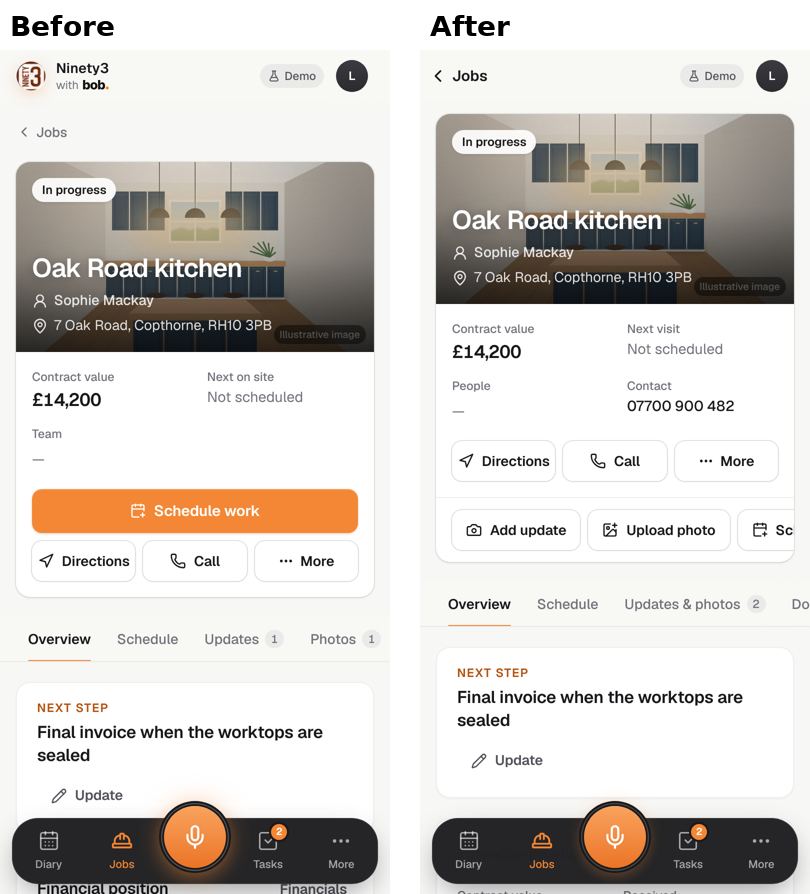 Before
NINETY
3
Ninety3
with bob.
Demo
L
Jobs
In progress
Oak Road kitchen
Sophie Mackay
7 Oak Road, Copthorne, RH10 3PB
Illustrative image
Contract value
Next on site
£14,200
Not scheduled
Team
—
Schedule work
Directions
Call
More
Overview
Schedule
Updates 1
Photos 1
NEXT STEP
Final invoice when the worktops are
sealed
Update
2
Diary
Jobs
Tasks
More
Financial position
Financials
After
Jobs
Demo
L
In progress
Oak Road kitchen
Sophie Mackay
7 Oak Road, Copthorne, RH10 3PB
Illustrative image
Contract value
Next visit
£14,200
Not scheduled
People
Contact
—
07700 900 482
Directions
Call
More
Add update
Upload photo
Sc
Overview
Schedule
Updates & photos 2
Do
NEXT STEP
Final invoice when the worktops are
sealed
Update
2
Diary
Jobs
Tasks
More